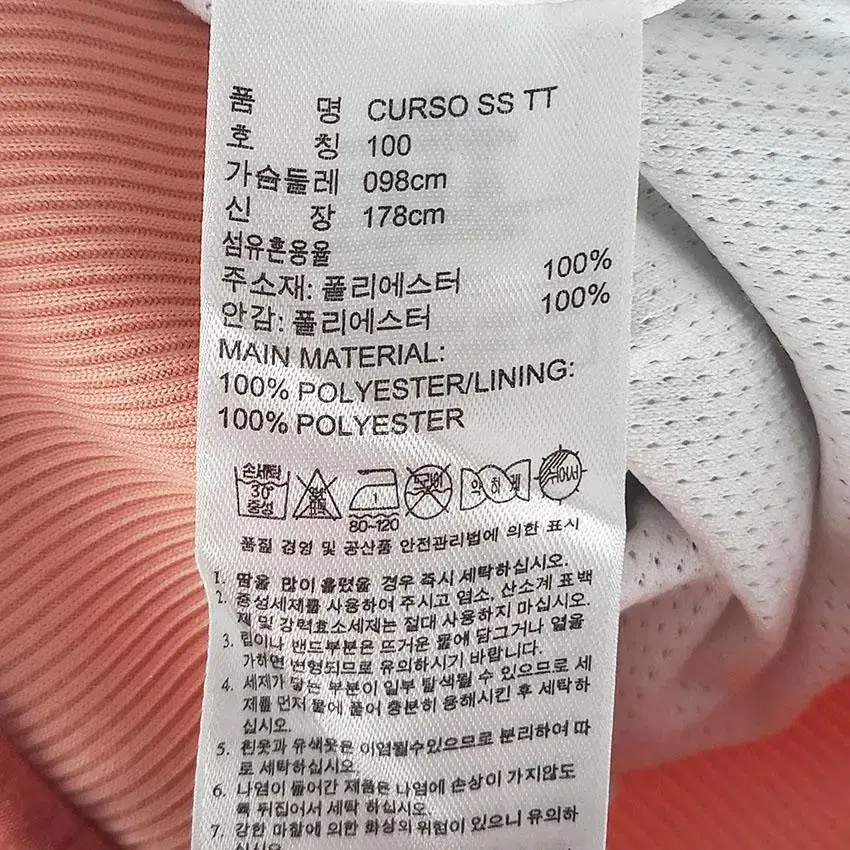 품 명 CURSO SS TT
호 칭 100
가슴둘레 098cm
신 장 178cm
섬유혼용율
주소재: 폴리에스터 100%
안감: 폴리에스터 100%
MAIN MATERIAL:
100% POLYESTER/LINING:
100% POLYESTER
손세탁
30°
중성
1
80~120
드라이
약하게
뉘어서
품질 경영 및 공산품 안전관리법에 의한 표시
1. 땀을 많이 흘렸을 경우 즉시 세탁하십시오.
2. 중성세제를 사용하여 주시고 염소, 산소계 표백
제 및 강력효소세제는 절대 사용하지 마십시오.
3. 립이나 밴드부분은 뜨거운 물에 담그거나 열을
가하면 변형되므로 유의하시기 바랍니다.
4. 세제가 닿는 부분이 일부 탈색될 수 있으므로 세
제를 먼저 물에 풀어 충분히 용해시킨 후 세탁하
십시오.
5. 흰옷과 유색옷은 이염될수있으므로 분리하여 따
로 세탁하십시오
6. 나염이 들어간 제품은 나염에 손상이 가지않도
록 뒤집어서 세탁 하십시오.
7. 강한 마찰에 의한 화상의 위험이 있으니 유의하
십시오